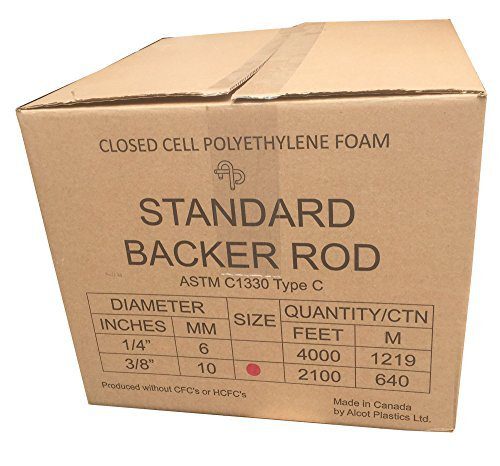 CLOSED CELL POLYETHYLENE FOAM
AP
STANDARD
BACKER ROD
ASTM C1330 Type C
DIAMETER SIZE QUANTITY/CTN
INCHES MM FEET M
1/4" 6 4000 1219
3/8" 10 2100 640
Produced without CFC's or HCFC's
Made in Canada
by Alcot Plastics Ltd.